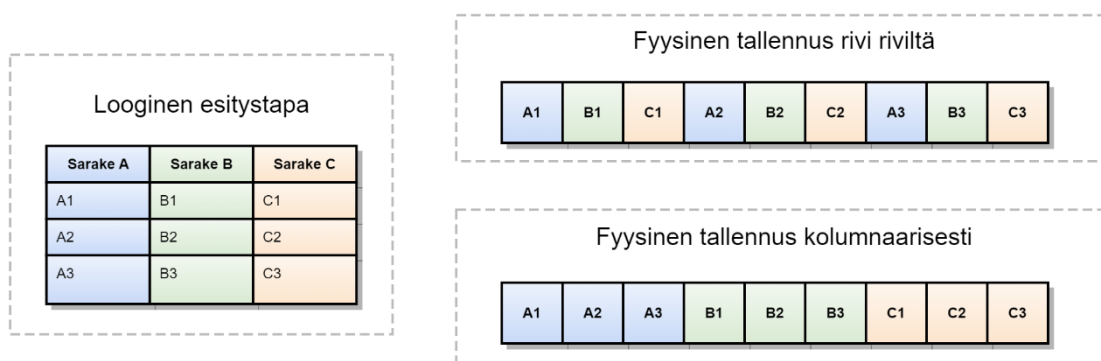 Looginen esitystapa
Sarake A Sarake B Sarake C
A1 B1 C1
A2 B2 C2
A3 B3 C3
Fyysinen tallennus rivi riviltä
A1 B1 C1 A2 B2 C2 A3 B3 C3
Fyysinen tallennus kolumnaarisesti
A1 A2 A3 B1 B2 B3 C1 C2 C3